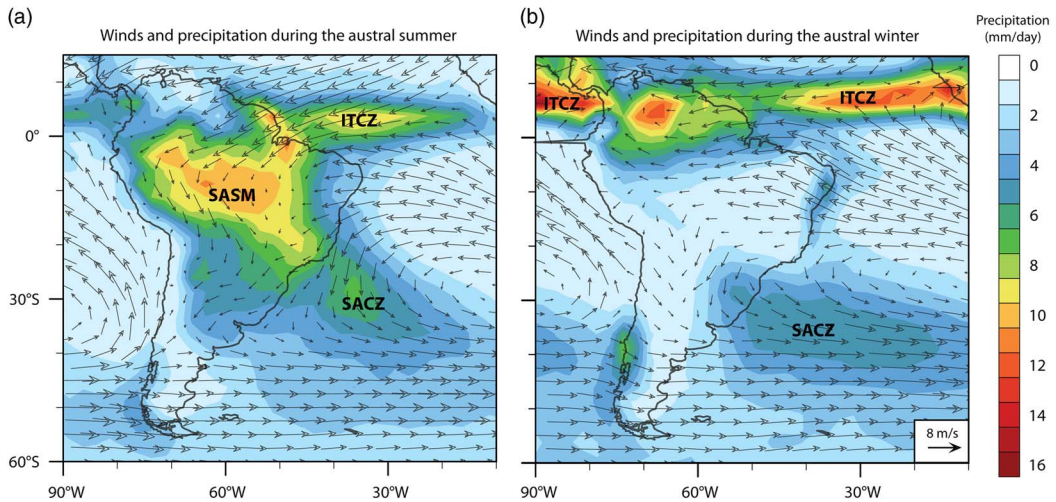 (a)
Winds and precipitation during the austral summer
ITCZ
SASM
SACZ
0°
30°S
60°S
90°W
60°W
30°W
(b)
Winds and precipitation during the austral winter
ITCZ
ITCZ
SACZ
8 m/s
90°W
60°W
30°W
Precipitation
(mm/day)
0
2
4
6
8
10
12
14
16